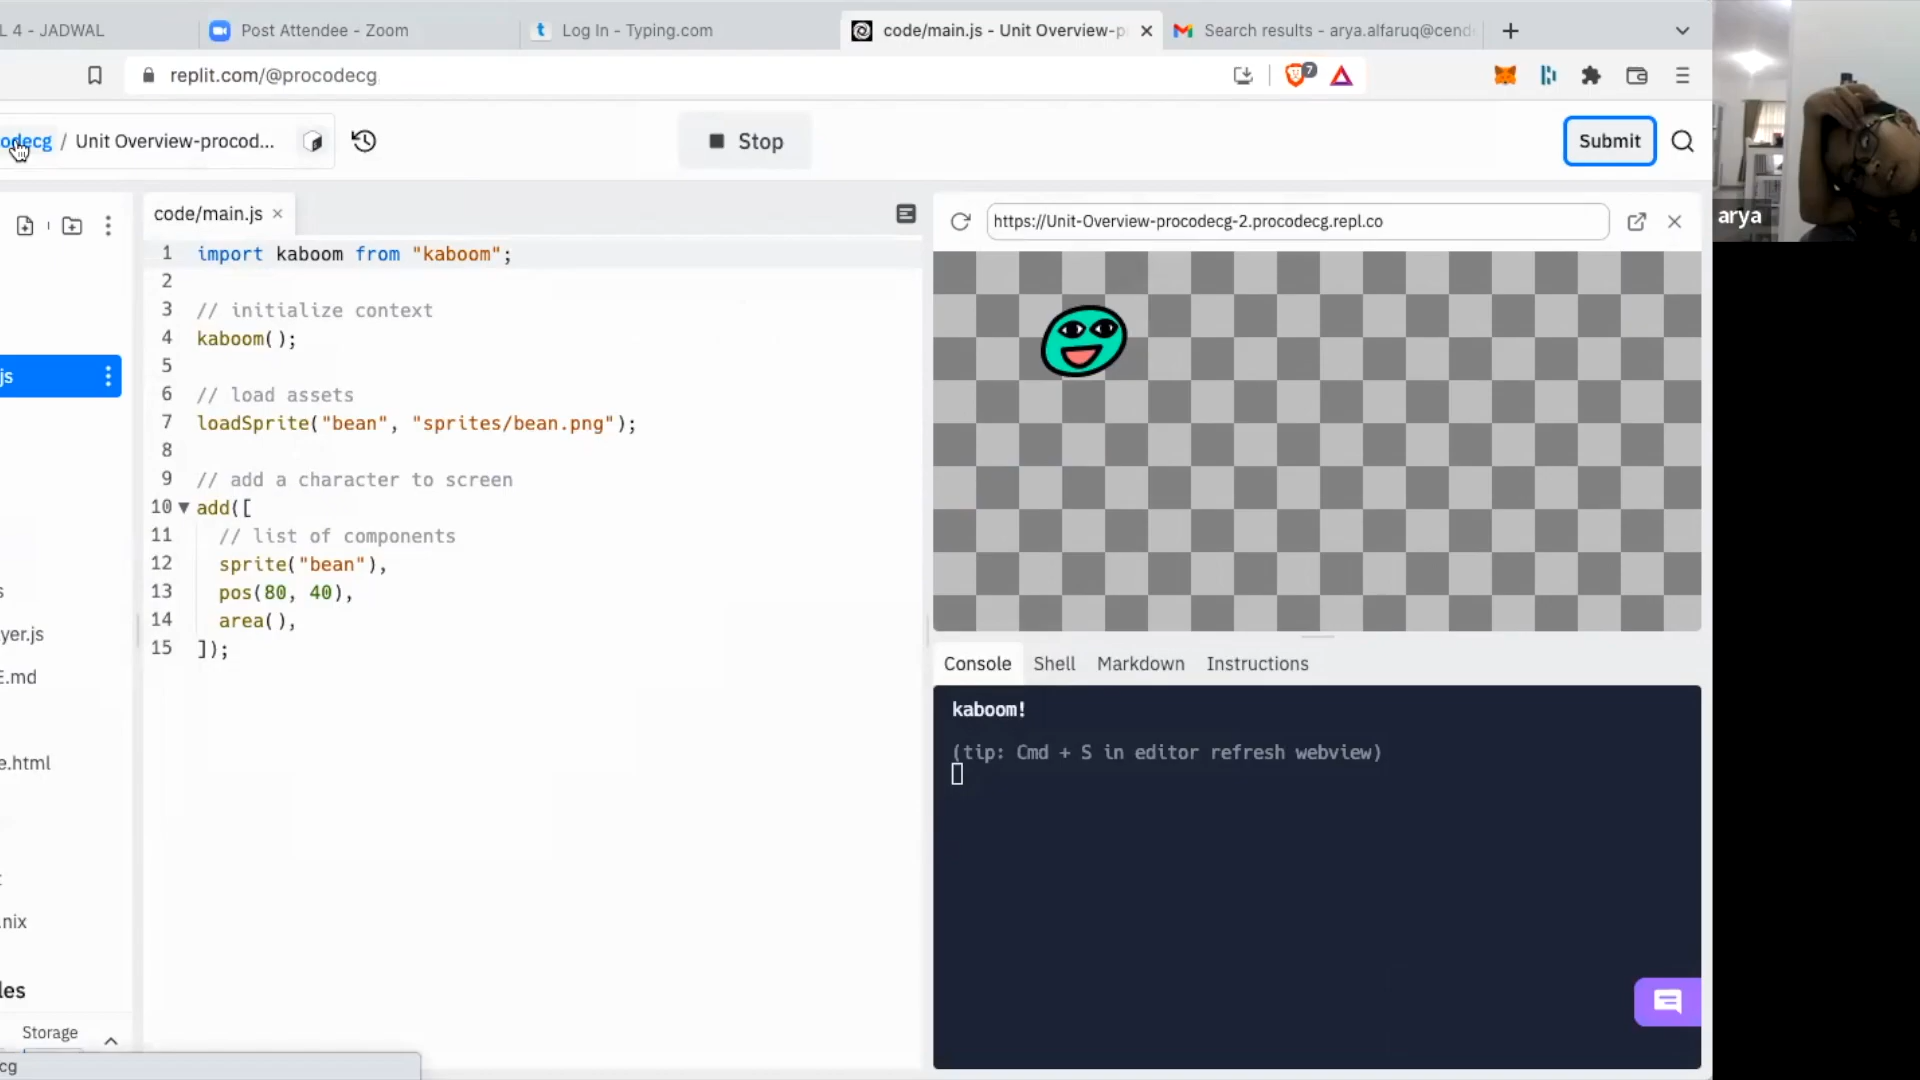 L 4 - JADWAL
Post Attendee - Zoom
t
Log In - Typing.com
code/main.js - Unit Overview-p
Search results - arya.alfaruq@cend
replit.com/@procodecg
7
odecg / Unit Overview-procod...
Stop
Submit
arya
js
s
yer.js
E.md
e.html
t
.nix
les
Storage
cg
code/main.js
1 import kaboom from "kaboom";
2
3 // initialize context
4 kaboom();
5
6 // load assets
7 loadSprite("bean", "sprites/bean.png");
8
9 // add a character to screen
10 add([
11 // list of components
12 sprite("bean"),
13 pos(80, 40),
14 area(),
15 ]);
https://Unit-Overview-procodecg-2.procodecg.repl.co
Console Shell Markdown Instructions
kaboom!
(tip: Cmd + S in editor refresh webview)